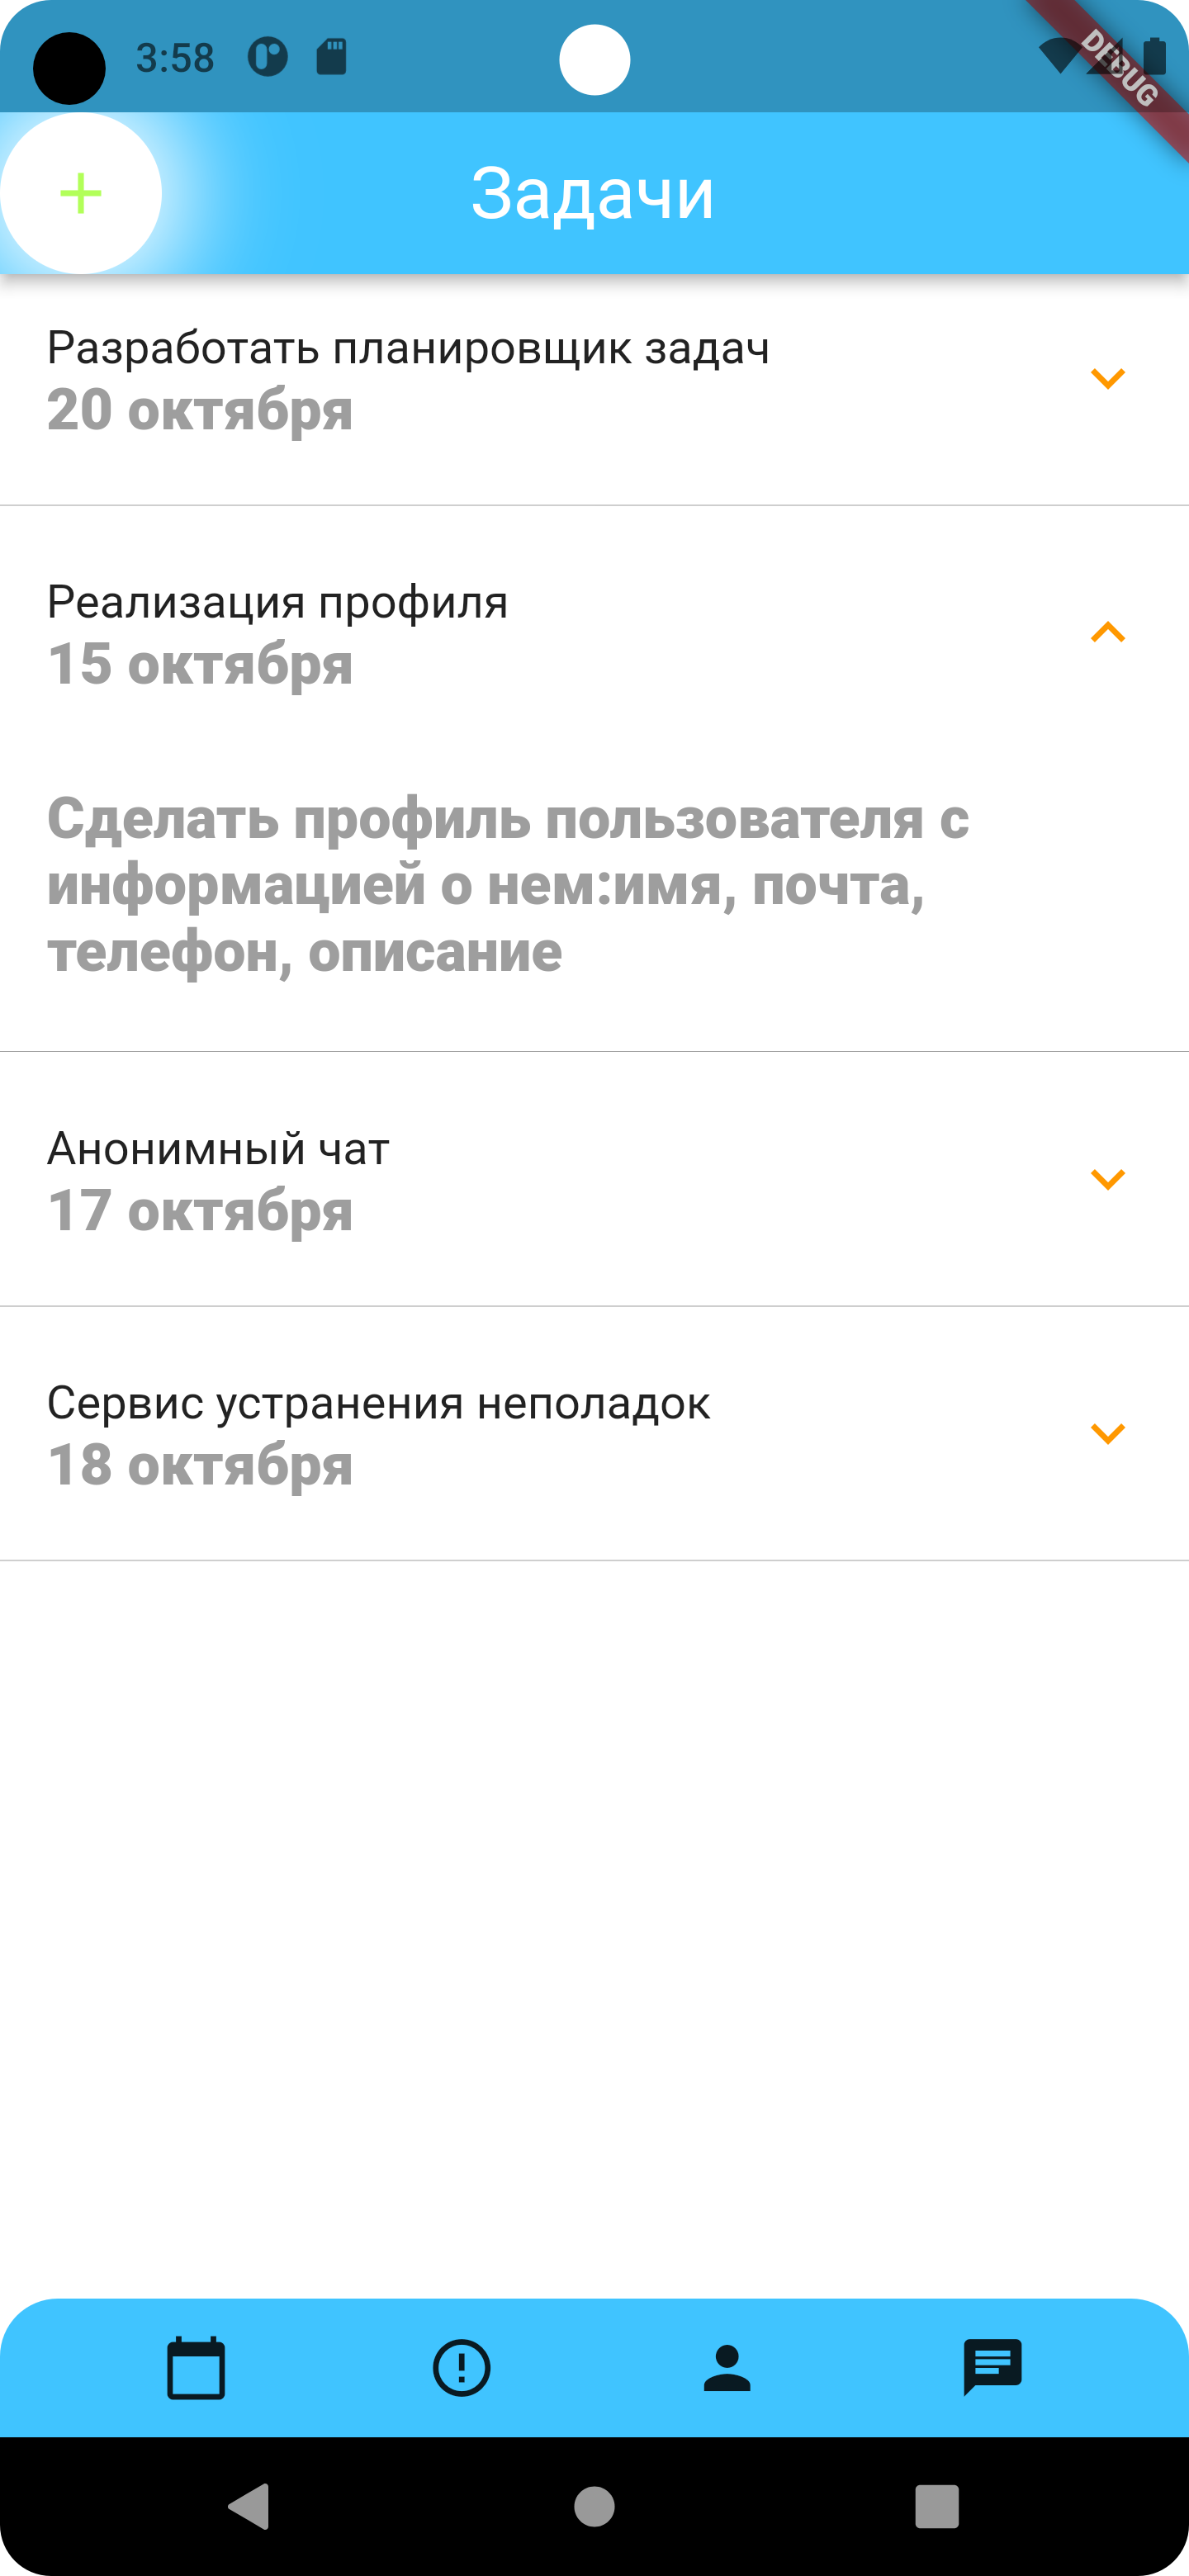 3:58
DEBUG
Задачи
Разработать планировщик задач
20 октября
Реализация профиля
15 октября
Сделать профиль пользователя с
информацией о нем:имя, почта,
телефон, описание
Анонимный чат
17 октября
Сервис устранения неполадок
18 октября